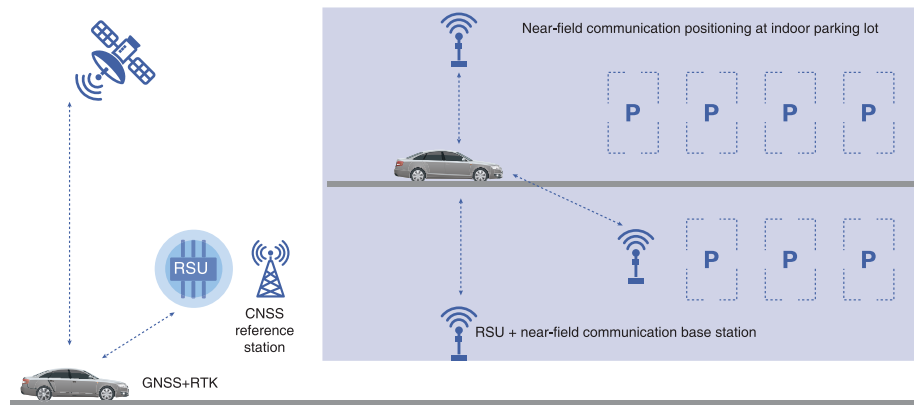 Near-field communication positioning at indoor parking lot
P P P P
RSU
CNSS
reference
station
P P P
RSU + near-field communication base station
GNSS+RTK